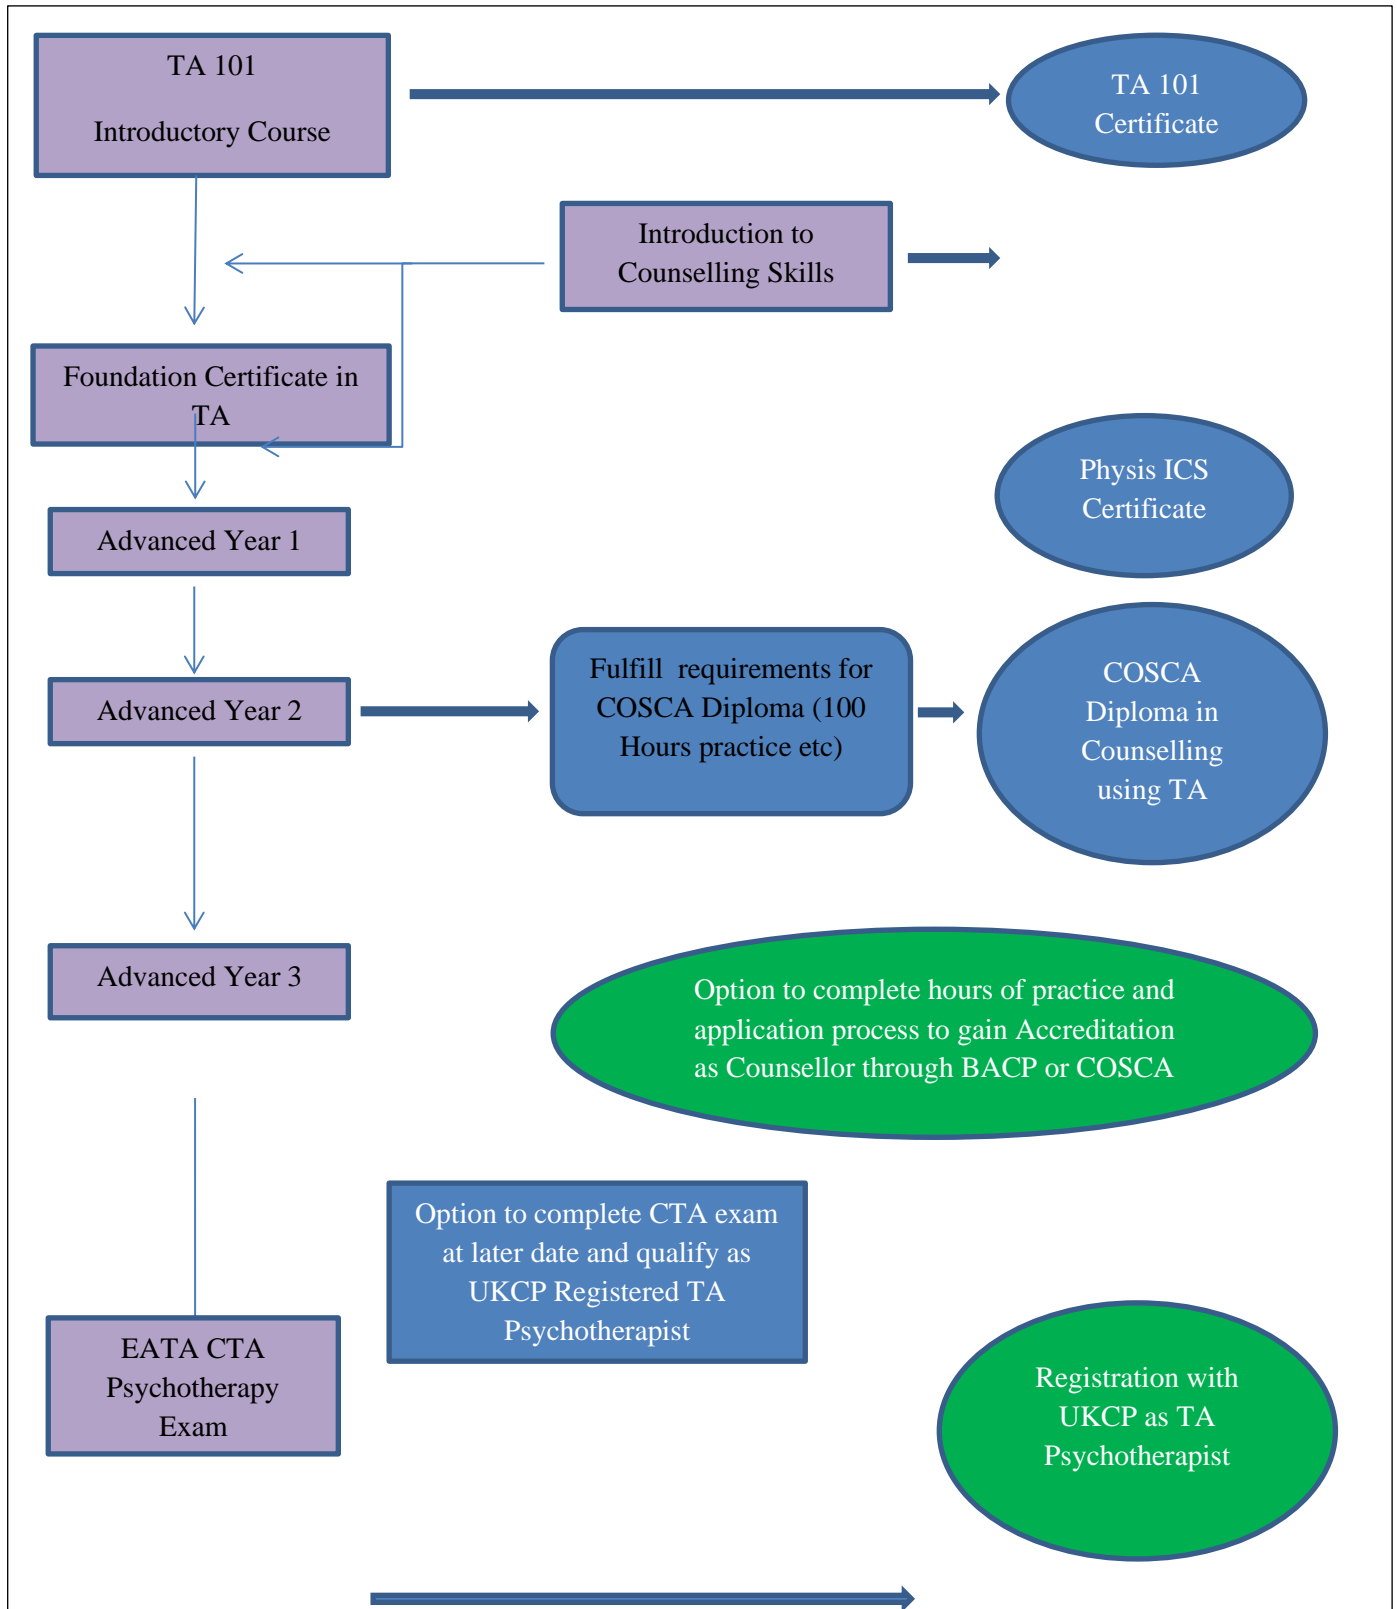 TA 101
Introductory Course
TA 101
Certificate
Introduction to
Counselling Skills
Foundation Certificate in
TA
Physis ICS
Certificate
Advanced Year 1
Advanced Year 2
Fulfill  requirements for
COSCA Diploma (100
Hours practice etc)
COSCA
Diploma in
Counselling
using TA
Advanced Year 3
Option to complete hours of practice and
application process to gain Accreditation
as Counsellor through BACP or COSCA
Option to complete CTA exam
at later date and qualify as
UKCP Registered TA
Psychotherapist
EATA CTA
Psychotherapy
Exam
Registration with
UKCP as TA
Psychotherapist